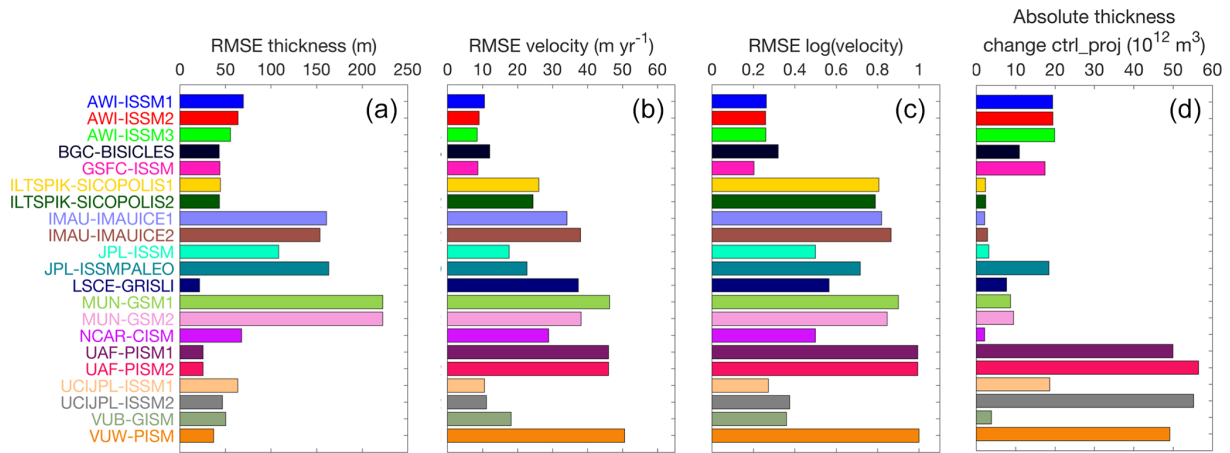 Absolute thickness
RMSE thickness (m) RMSE velocity (m yr⁻¹) RMSE log(velocity) change ctrl_proj (10¹² m³)
0 50 100 150 200 250 0 10 20 30 40 50 60 0 0.2 0.4 0.6 0.8 1 0 10 20 30 40 50 60
AWI-ISSM1 (a) (b) (c) (d)
AWI-ISSM2
AWI-ISSM3
BGC-BISICLES
GSFC-ISSM
ILTSPIK-SICOPOLIS1
ILTSPIK-SICOPOLIS2
IMAU-IMAUICE1
IMAU-IMAUICE2
JPL-ISSM
JPL-ISSMPALEO
LSCE-GRISLI
MUN-GSM1
MUN-GSM2
NCAR-CISM
UAF-PISM1
UAF-PISM2
UCIJPL-ISSM1
UCIJPL-ISSM2
VUB-GISM
VUW-PISM